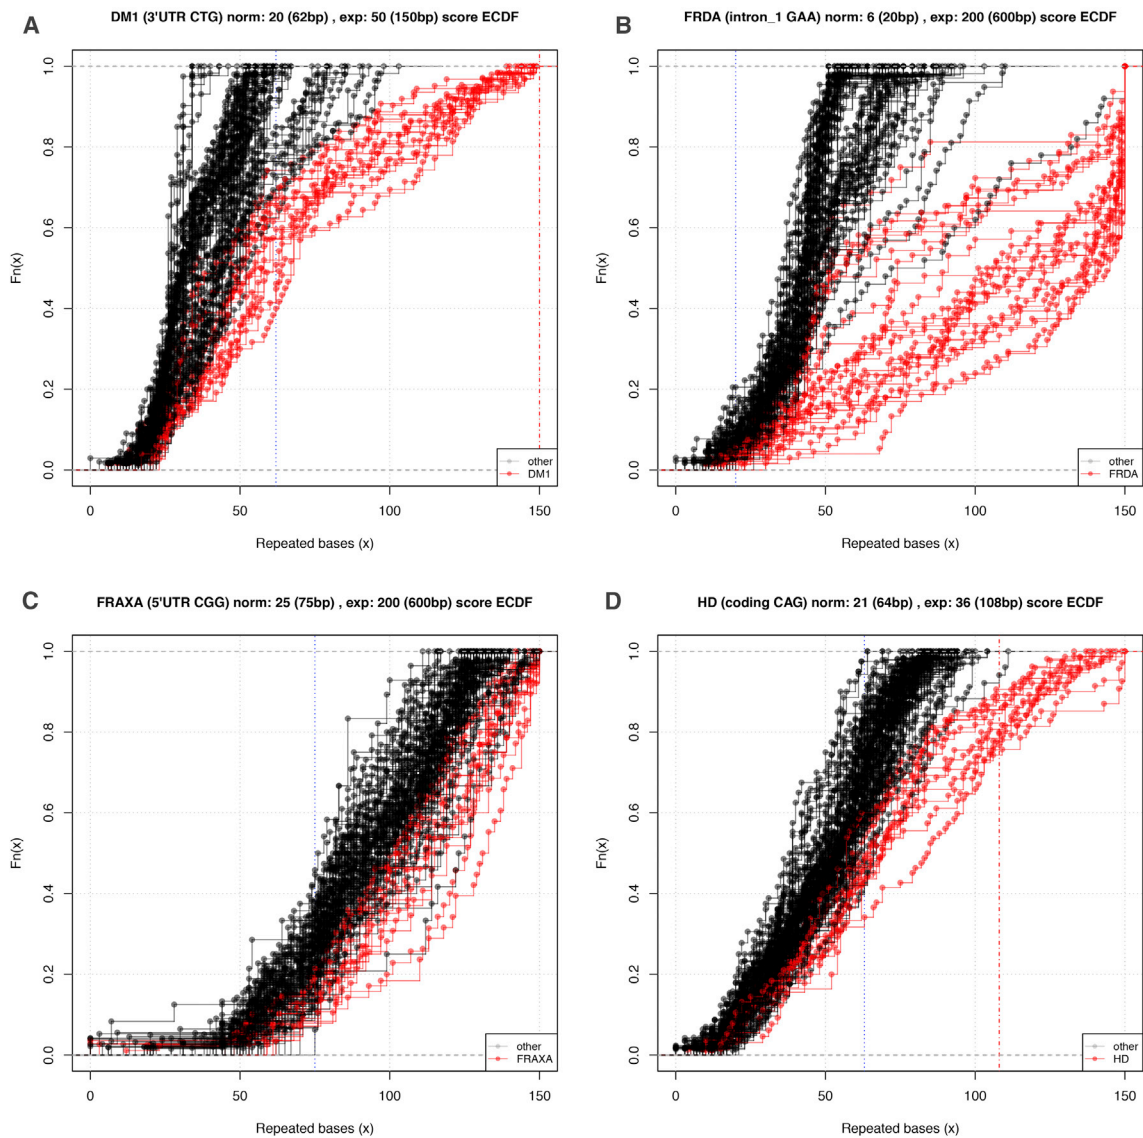 A
DM1 (3'UTR CTG) norm: 20 (62bp) , exp: 50 (150bp) score ECDF
Fn(x)
1.0
0.8
0.6
0.4
0.2
0.0
other
DM1
0 50 100 150
Repeated bases (x)
B
FRDA (intron_1 GAA) norm: 6 (20bp) , exp: 200 (600bp) score ECDF
Fn(x)
1.0
0.8
0.6
0.4
0.2
0.0
other
FRDA
0 50 100 150
Repeated bases (x)
C
FRAXA (5'UTR CGG) norm: 25 (75bp) , exp: 200 (600bp) score ECDF
Fn(x)
1.0
0.8
0.6
0.4
0.2
0.0
other
FRAXA
0 50 100 150
Repeated bases (x)
D
HD (coding CAG) norm: 21 (64bp) , exp: 36 (108bp) score ECDF
Fn(x)
1.0
0.8
0.6
0.4
0.2
0.0
other
HD
0 50 100 150
Repeated bases (x)